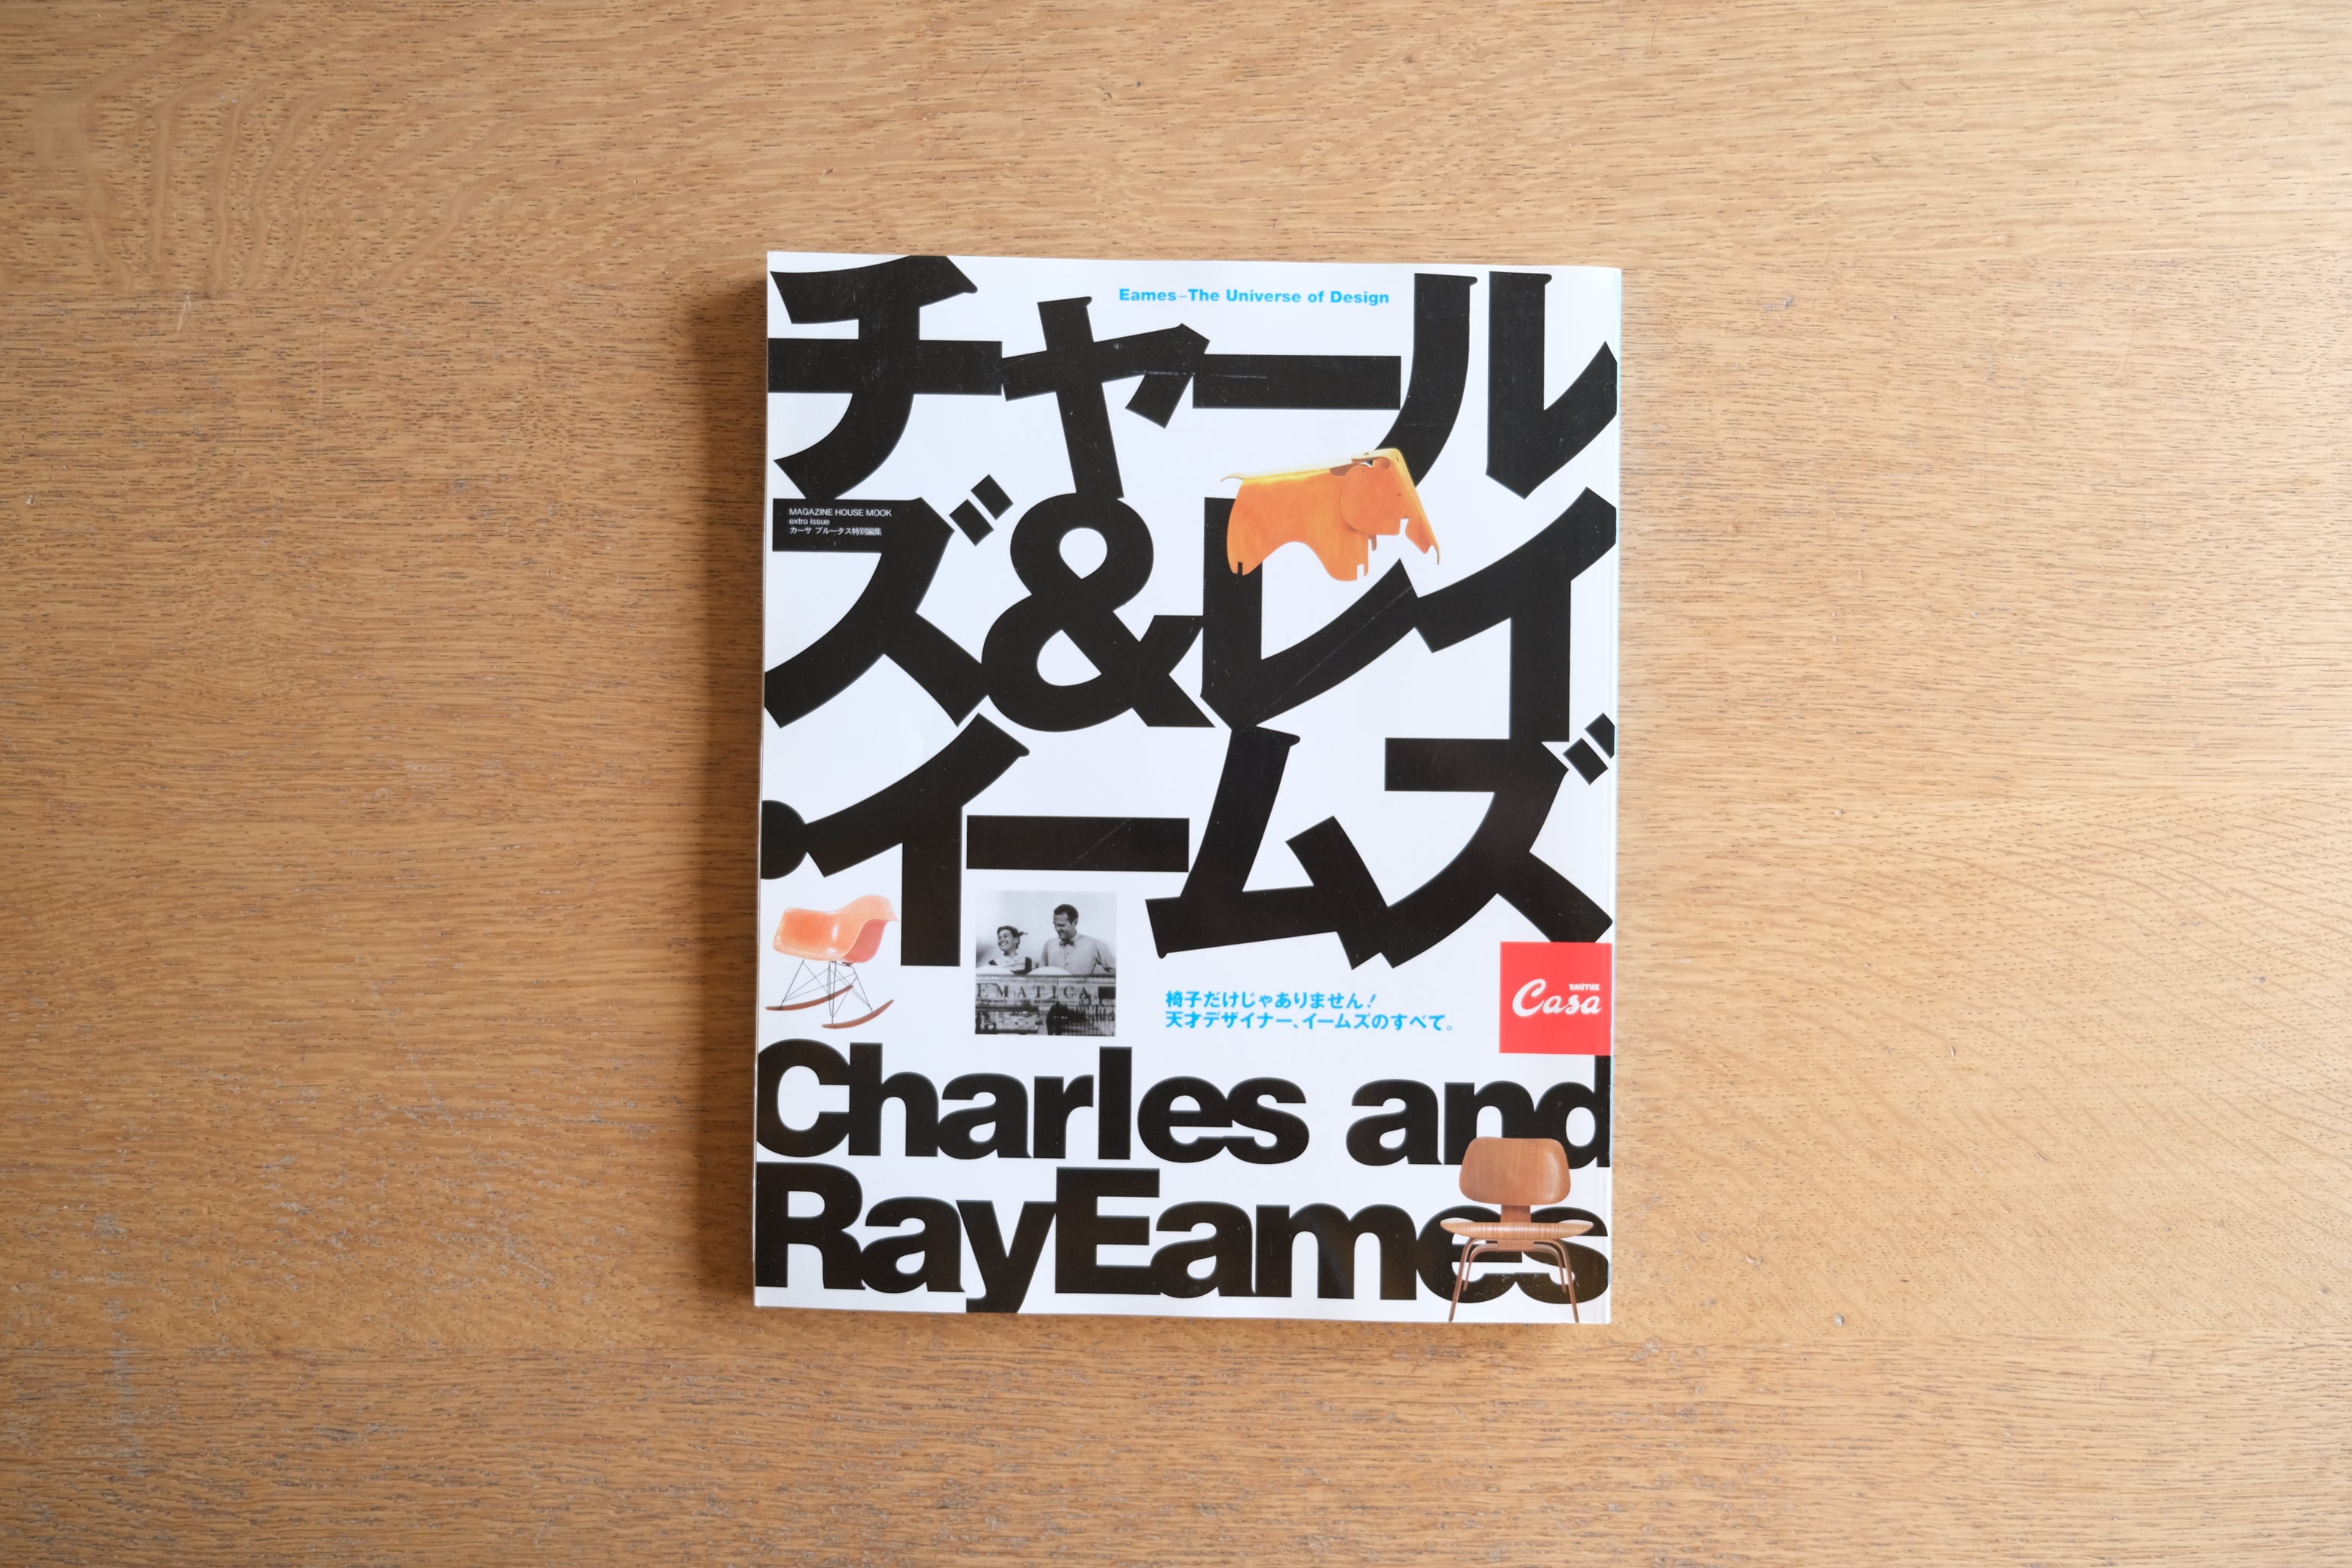 Eames–The Universe of Design
チャール
ズ&レイ
・イームズ
MAGAZINE HOUSE MOOK
extra issue
カーサ ブルータス特別編集
EMATICA
椅子だけじゃありません!
天才デザイナー、イームズのすべて。
BRUTUS
Casa
Charles and
RayEames